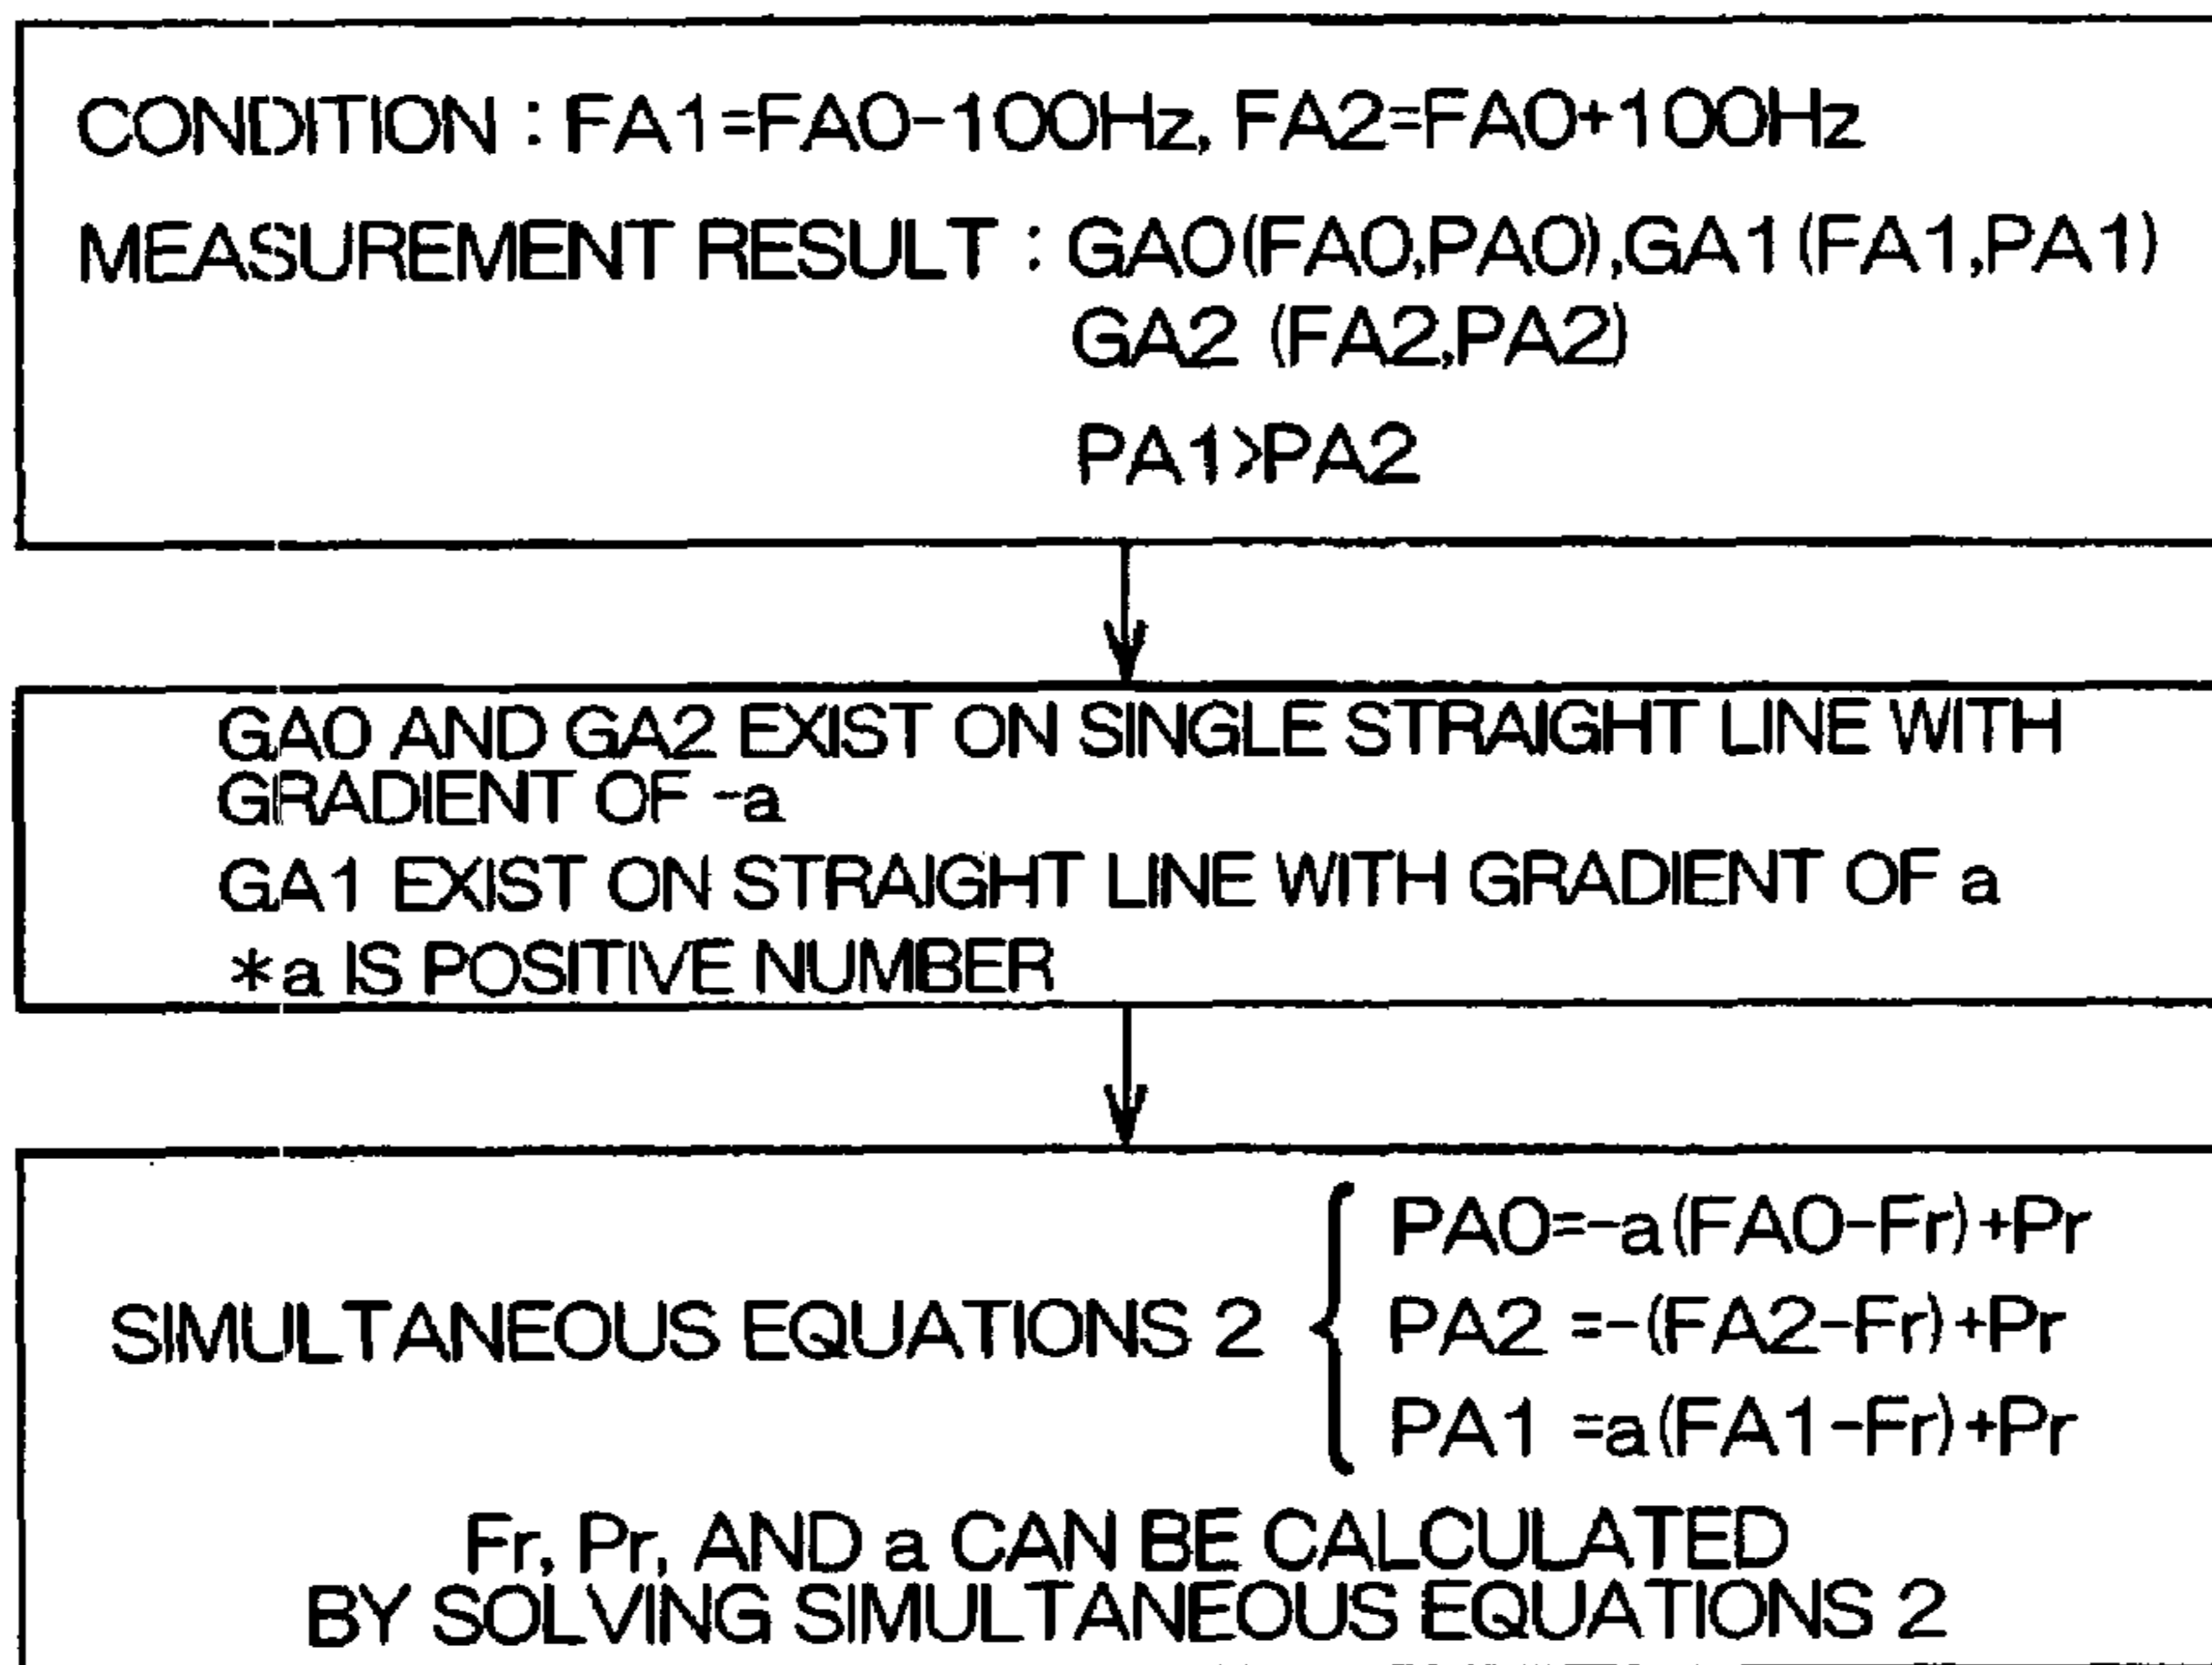 CONDITION : FA1=FA0-100Hz, FA2=FA0+100Hz
MEASUREMENT RESULT : GA0(FA0,PA0),GA1(FA1,PA1)
GA2 (FA2,PA2)
PA1>PA2
GA0 AND GA2 EXIST ON SINGLE STRAIGHT LINE WITH
GRADIENT OF -a
GA1 EXIST ON STRAIGHT LINE WITH GRADIENT OF a
*a IS POSITIVE NUMBER
PA0=-a(FA0-Fr)+Pr
SIMULTANEOUS EQUATIONS 2 { PA2 =-(FA2-Fr)+Pr
PA1 =a(FA1-Fr)+Pr
Fr, Pr, AND a CAN BE CALCULATED
BY SOLVING SIMULTANEOUS EQUATIONS 2